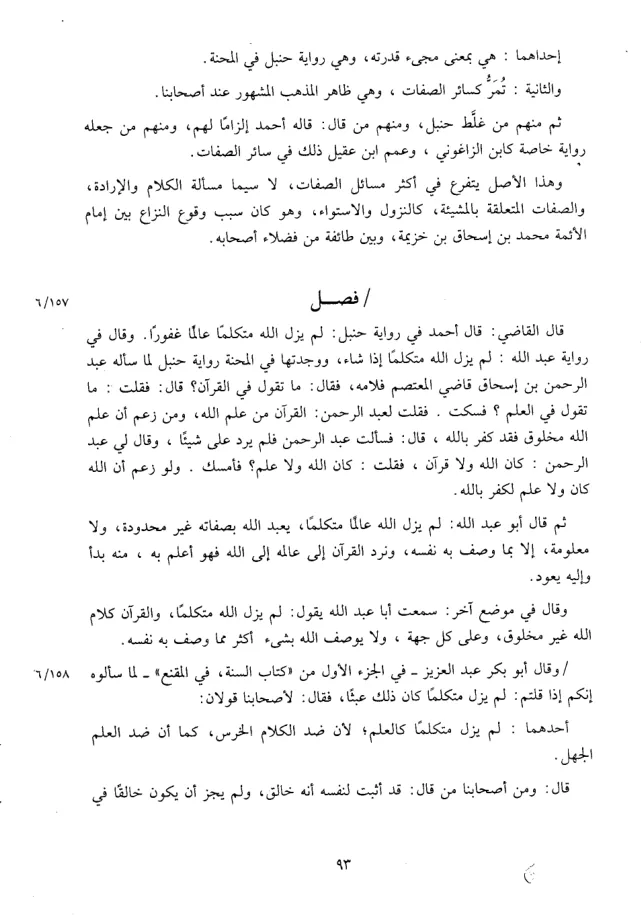 إحداهما : هي بمعنى مجيء قدرته، وهي رواية حنبل في المحنة.
والثانية : تُمَرُّ كسائر الصفات ، وهي ظاهر المذهب المشهور عند أصحابنا.
ثم منهم من غلَّط حنبل، ومنهم من قال: قاله أحمد إلزامًا لهم، ومنهم من جعله
رواية خاصة كابن الزاغوني ، وعمم ابن عقيل ذلك في سائر الصفات.
وهذا الأصل يتفرع في أكثر مسائل الصفات، لا سيما مسألة الكلام والإرادة،
والصفات المتعلقة بالمشيئة، كالنزول والاستواء، وهو كان سبب وقوع النزاع بين إمام
الأئمة محمد بن إسحاق بن خزيمة، وبين طائفة من فضلاء أصحابه.
/ فصـــل
٦/١٥٧
قال القاضي: قال أحمد في رواية حنبل: لم يزل الله متكلمًا عالمًا غفورًا. وقال في
رواية عبد الله : لم يزل الله متكلمًا إذا شاء، ووجدتها في المحنة رواية حنبل لما سأله عبد
الرحمن بن إسحاق قاضي المعتصم فلامه، فقال: ما تقول في القرآن؟ قال: فقلت : ما
تقول في العلم ؟ فسكت . فقلت لعبد الرحمن: القرآن من علم الله، ومن زعم أن علم
الله مخلوق فقد كفر بالله ، قال: فسألت عبد الرحمن فلم يرد على شيئًا ، وقال لي عبد
الرحمن : كان الله ولا قرآن ، فقلت : كان الله ولا علم؟ فأمسك . ولو زعم أن الله
كان ولا علم لكفر بالله.
ثم قال أبو عبد الله: لم يزل الله عالمًا متكلمًا، يعبد الله بصفاته غير محدودة، ولا
معلومة، إلا بما وصف به نفسه، ونرد القرآن إلى عالمه إلى الله فهو أعلم به ، منه بدأ
وإليه يعود.
وقال في موضع آخر: سمعت أبا عبد الله يقول: لم يزل الله متكلمًا، والقرآن كلام
الله غير مخلوق، وعلى كل جهة ، ولا يوصف الله بشيء أكثر مما وصف به نفسه.
/ وقال أبو بكر عبد العزيز ـ في الجزء الأول من «كتاب السنة، في المقنع» ـ لما سألوه
٦/١٥٨
إنكم إذا قلتم: لم يزل متكلمًا كان ذلك عبثًا، فقال: لأصحابنا قولان:
أحدهما : لم يزل متكلمًا كالعلم؛ لأن ضد الكلام الخرس، كما أن ضد العلم
الجهل.
قال: ومن أصحابنا من قال: قد أثبت لنفسه أنه خالق، ولم يجز أن يكون خالقًا في
٩٣